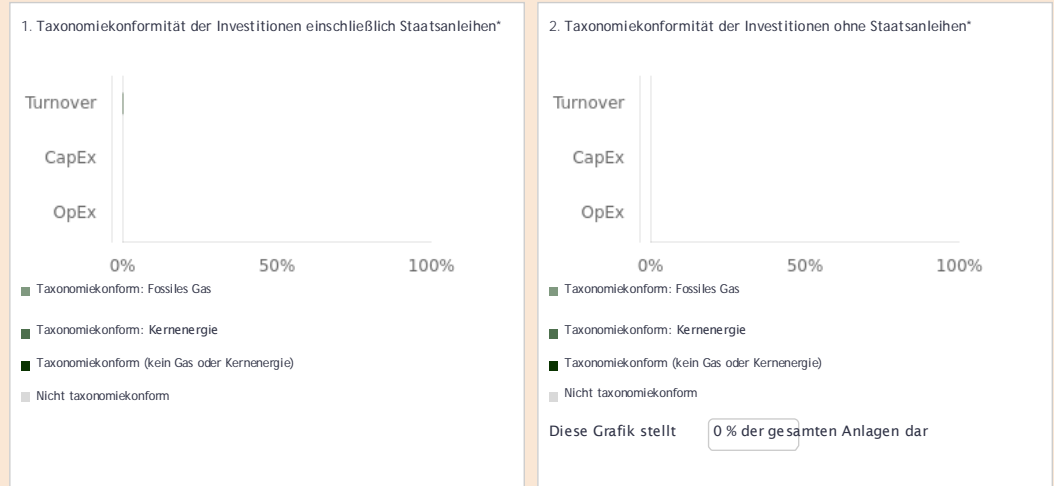 1. Taxonomiekonformität der Investitionen einschließlich Staatsanleihen*
Turnover
CapEx
OpEx
0% 50% 100%
Taxonomiekonform: Fossiles Gas
Taxonomiekonform: Kernenergie
Taxonomiekonform (kein Gas oder Kernenergie)
Nicht taxonomiekonform
2. Taxonomiekonformität der Investitionen ohne Staatsanleihen*
Turnover
CapEx
OpEx
0% 50% 100%
Taxonomiekonform: Fossiles Gas
Taxonomiekonform: Kernenergie
Taxonomiekonform (kein Gas oder Kernenergie)
Nicht taxonomiekonform
Diese Grafik stellt 0 % der gesamten Anlagen dar